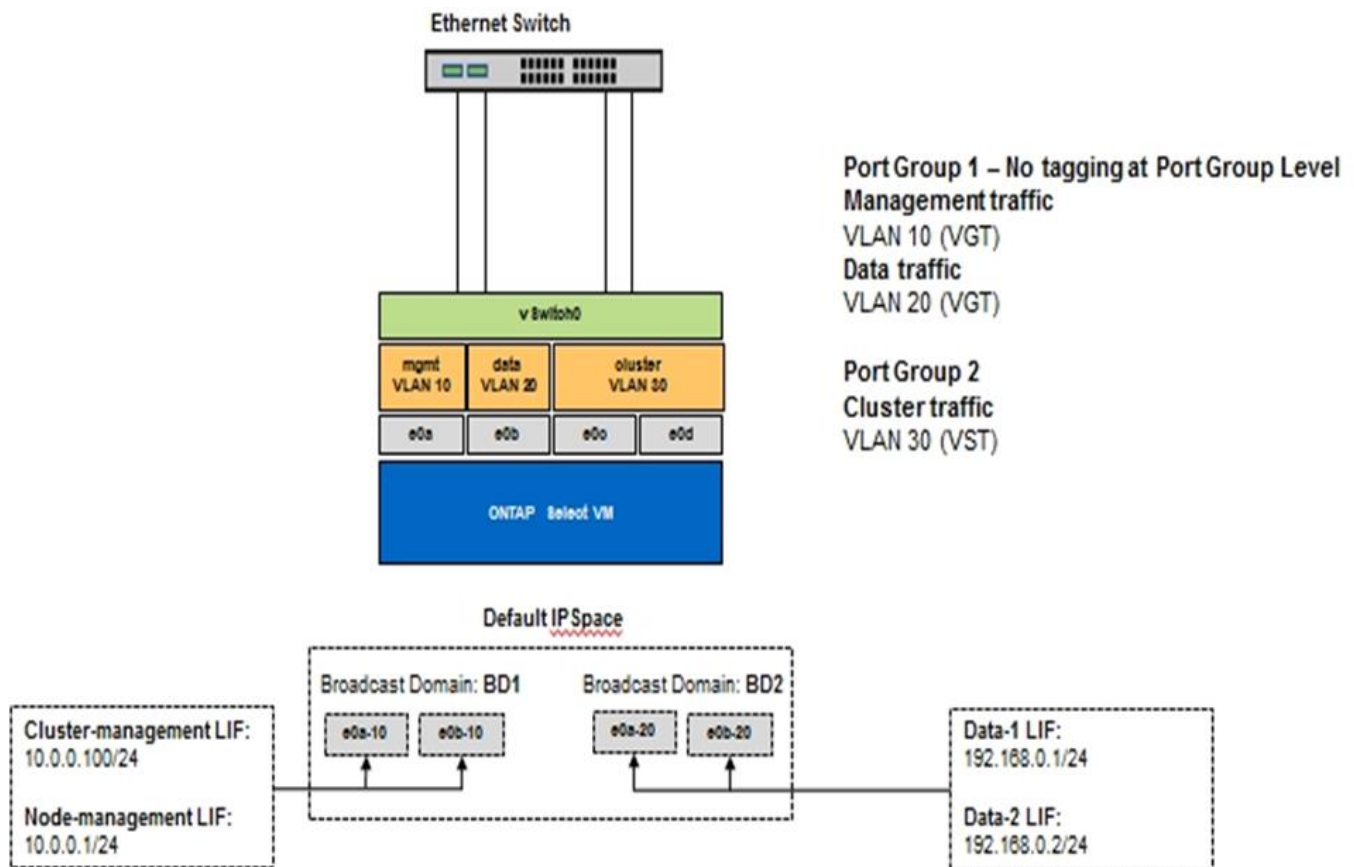 Ethernet Switch
Port Group 1 – No tagging at Port Group Level
Management traffic
VLAN 10 (VGT)
Data traffic
VLAN 20 (VGT)
Port Group 2
Cluster traffic
VLAN 30 (VST)
vSwitch0
mgmt
VLAN 10
data
VLAN 20
cluster
VLAN 30
e0a
e0b
e0c
e0d
ONTAP Select VM
Default IPSpace
Broadcast Domain: BD1
Broadcast Domain: BD2
e0a-10
e0b-10
e0a-20
e0b-20
Cluster-management LIF:
10.0.0.100/24
Node-management LIF:
10.0.0.1/24
Data-1 LIF:
192.168.0.1/24
Data-2 LIF:
192.168.0.2/24